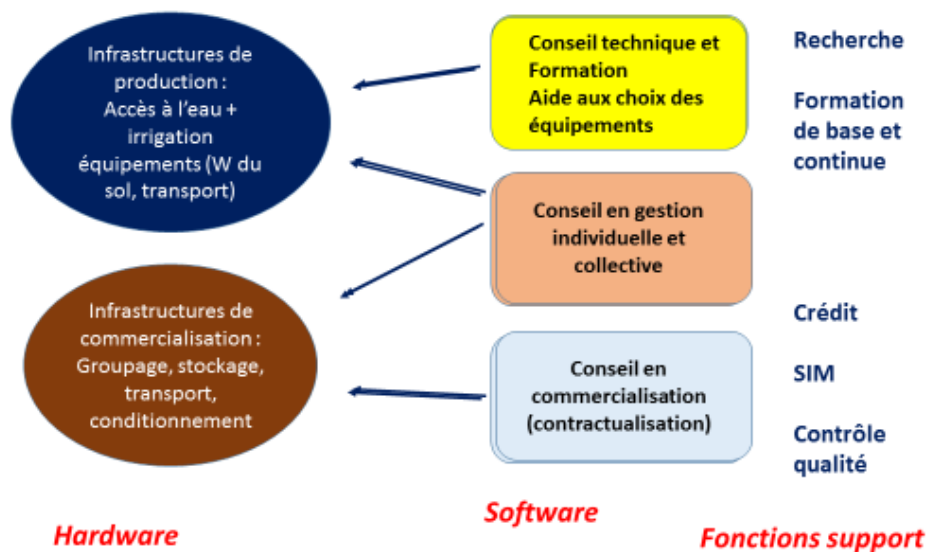 Infrastructures de
production :
Accès à l'eau +
irrigation
équipements (W du
sol, transport)
Infrastructures de
commercialisation :
Groupage, stockage,
transport,
conditionnement
Hardware
Conseil technique et
Formation
Aide aux choix des
équipements
Conseil en gestion
individuelle et
collective
Conseil en
commercialisation
(contractualisation)
Software
Recherche
Formation
de base et
continue
Crédit
SIM
Contrôle
qualité
Fonctions support